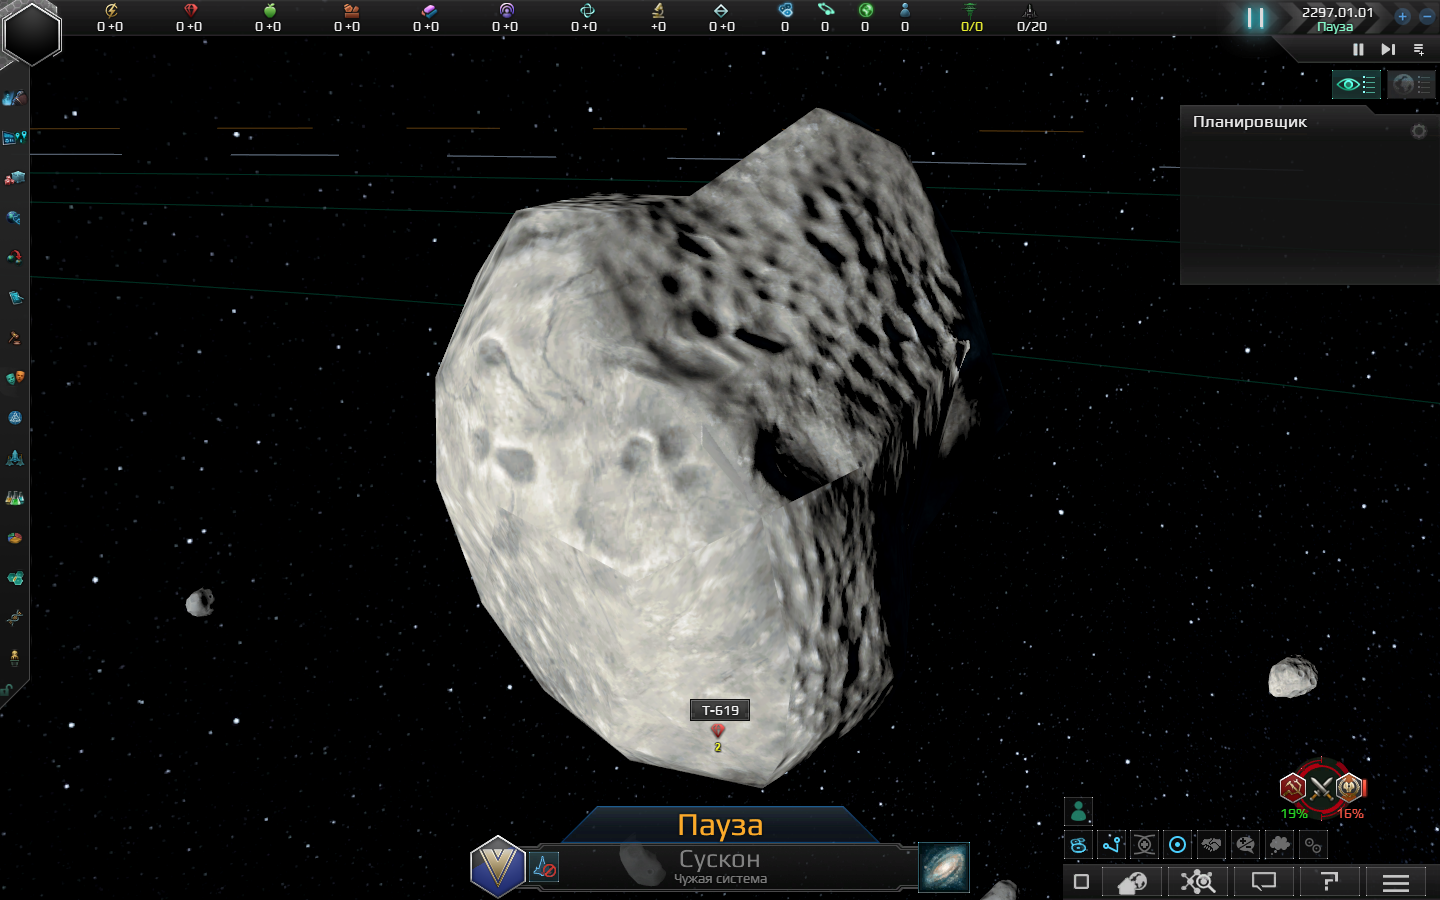 0 +0 0 +0 0 +0 0 +0 0 +0 0 +0 0 +0 +0 0 +0 0 0 0 0 0/0 0/20
2297.01.01
Пауза
Планировщик
Т-619
2
19% 16%
Пауза
Сускон
Чужая система